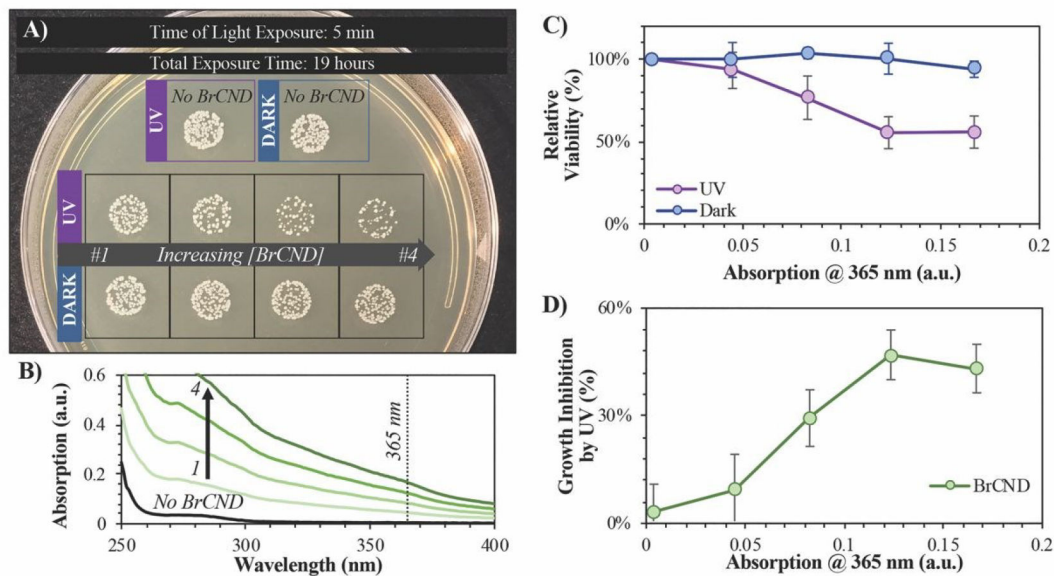 A)
Time of Light Exposure: 5 min
Total Exposure Time: 19 hours
UV
No BrCND
DARK
No BrCND
UV
#1 Increasing [BrCND] #4
DARK
B)
Absorption (a.u.)
0.6
0.4
0.2
0
4
1
No BrCND
365 nm
250
300
350
400
Wavelength (nm)
C)
Relative
Viability (%)
100%
50%
0%
UV
Dark
0
0.05
0.1
0.15
0.2
Absorption @ 365 nm (a.u.)
D)
Growth Inhibition
by UV (%)
60%
30%
0%
BrCND
0
0.05
0.1
0.15
0.2
Absorption @ 365 nm (a.u.)